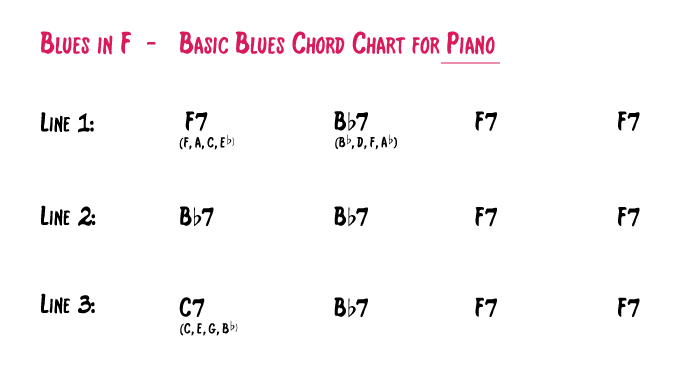 Blues in F - Basic Blues Chord Chart for Piano
Line 1: F7 B♭7 F7 F7
(F, A, C, E♭) (B♭, D, F, A♭)
Line 2: B♭7 B♭7 F7 F7
Line 3: C7 B♭7 F7 F7
(C, E, G, B♭)